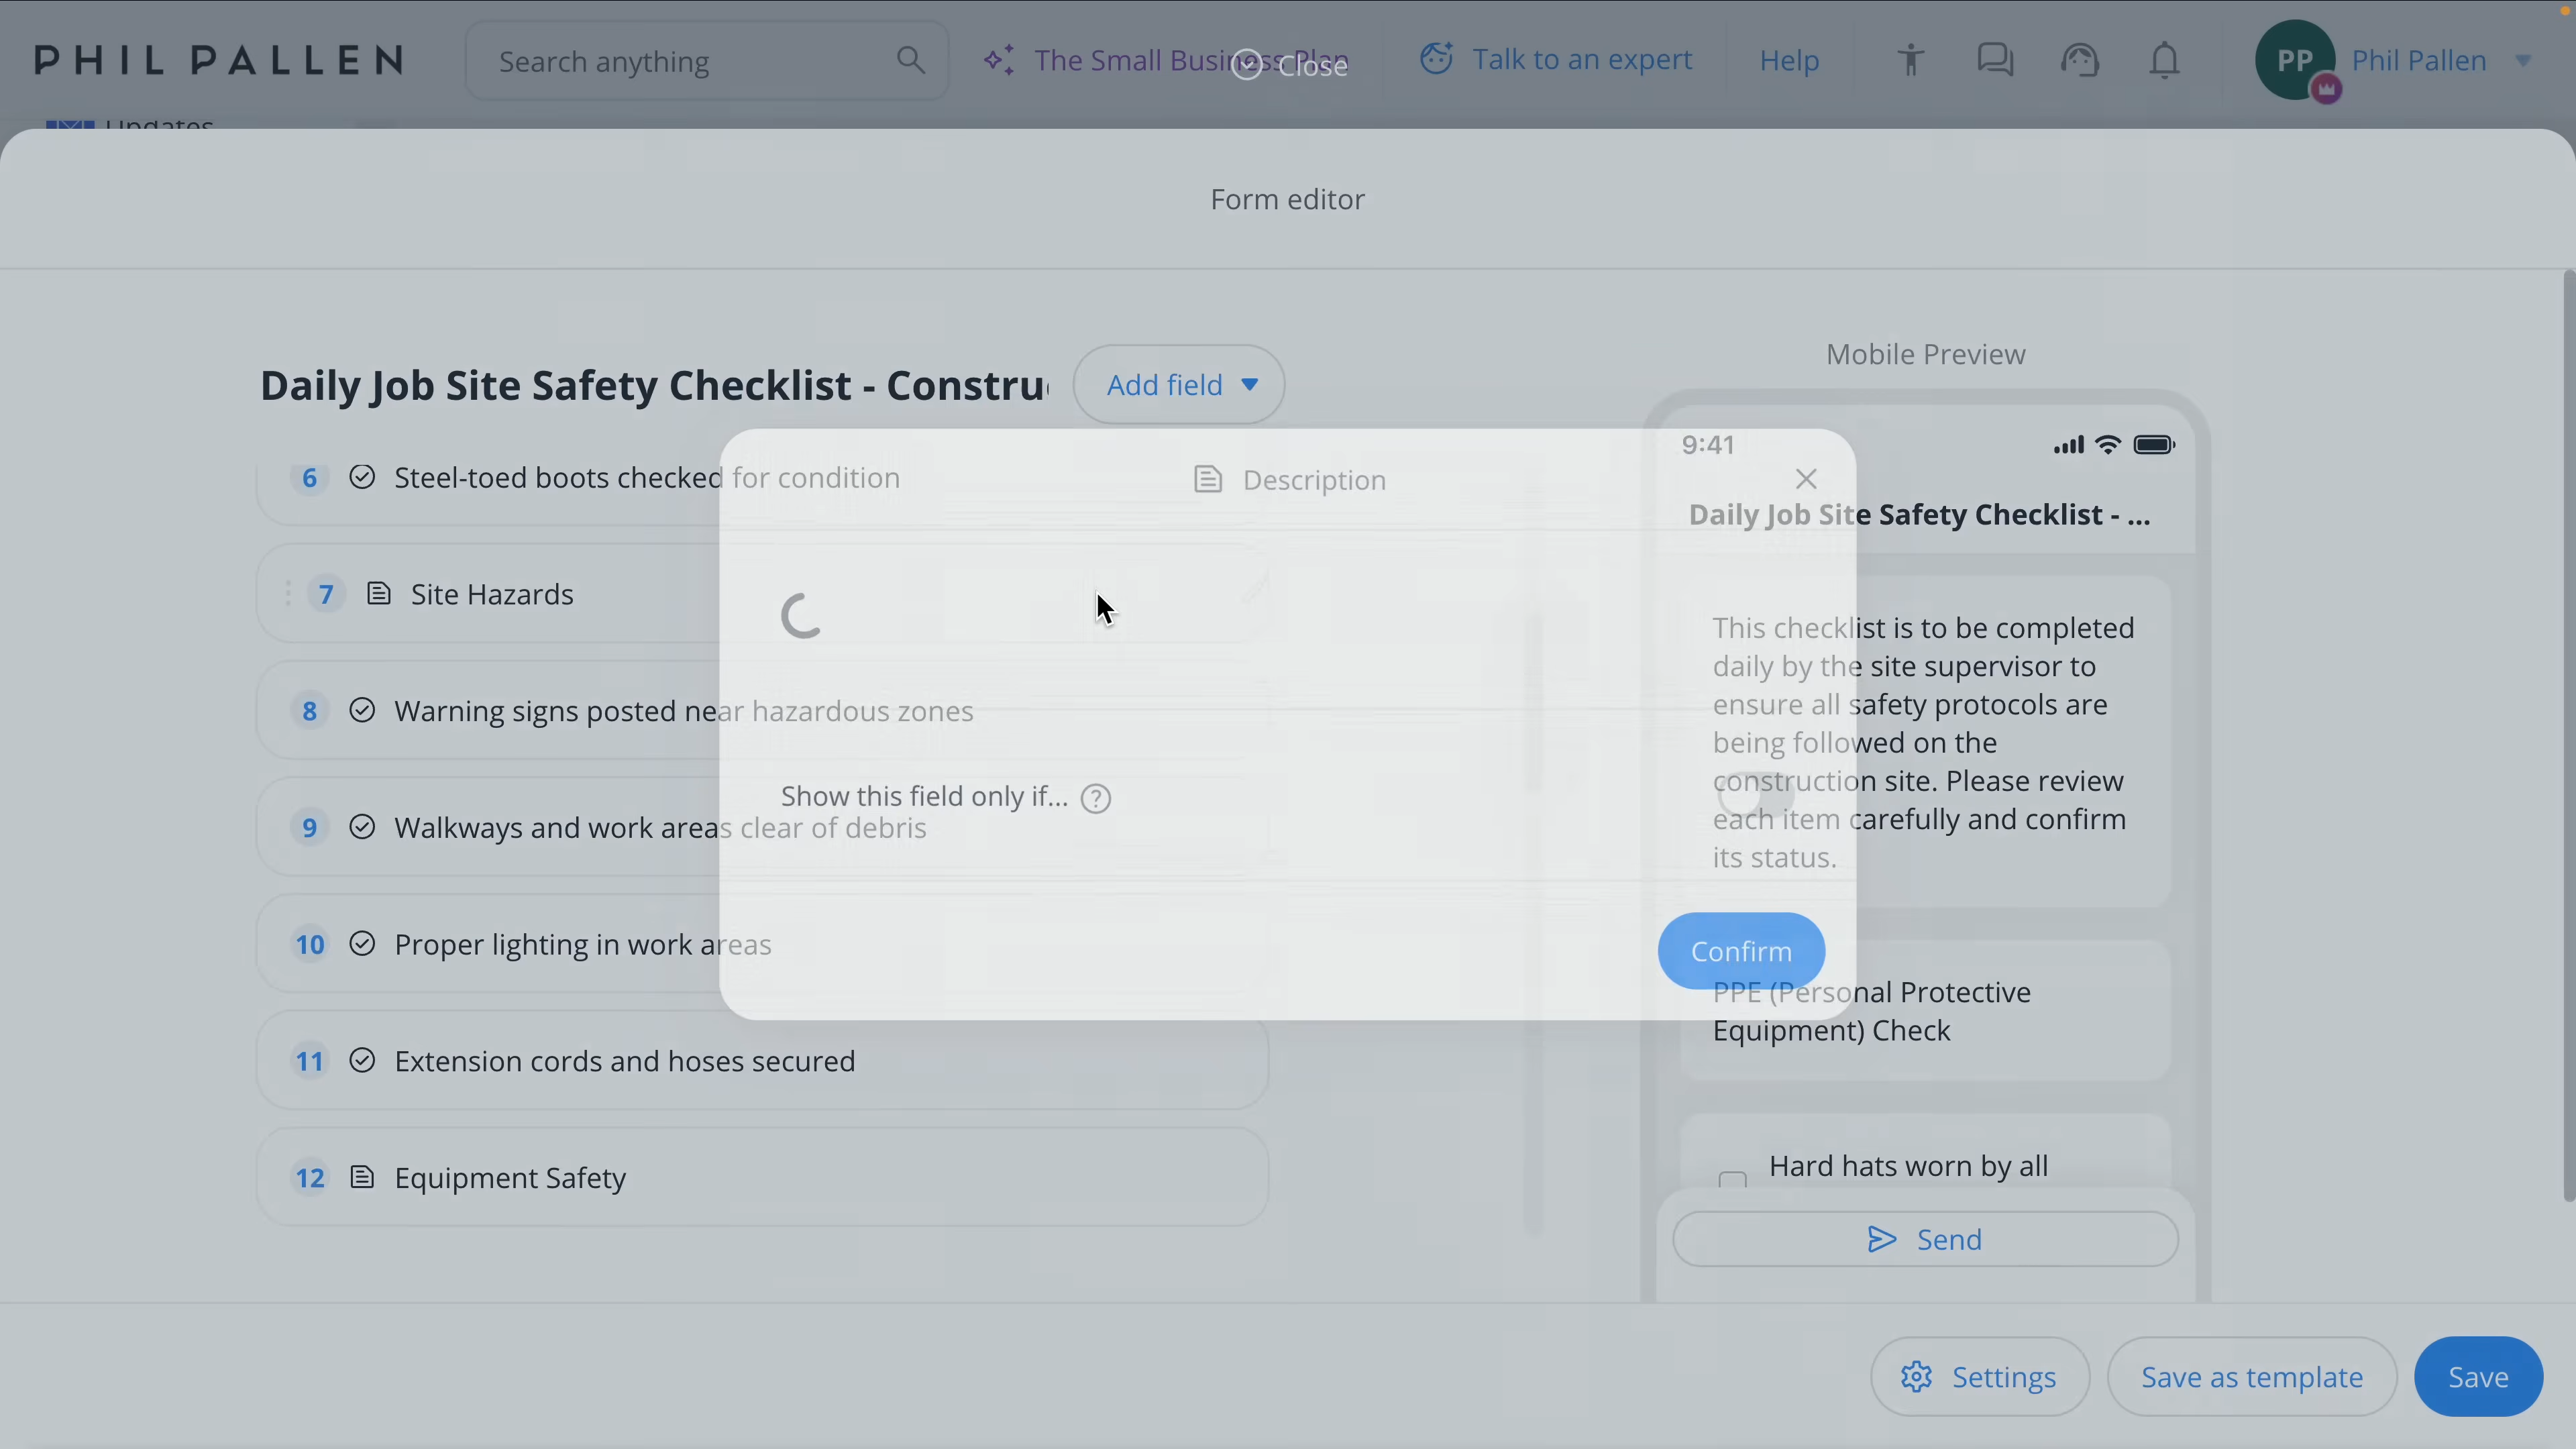 PHIL PALLEN
Search anything
The Small Business Plan
Close
Talk to an expert
Help
PP
Phil Pallen
Updates
Form editor
Daily Job Site Safety Checklist - Constru
Add field
6 Steel-toed boots checked for condition
7 Site Hazards
8 Warning signs posted near hazardous zones
9 Walkways and work areas clear of debris
10 Proper lighting in work areas
11 Extension cords and hoses secured
12 Equipment Safety
Description
Show this field only if... ?
Confirm
Mobile Preview
9:41
Daily Job Site Safety Checklist - ...
This checklist is to be completed
daily by the site supervisor to
ensure all safety protocols are
being followed on the
construction site. Please review
each item carefully and confirm
its status.
PPE (Personal Protective
Equipment) Check
Hard hats worn by all
Send
Settings
Save as template
Save